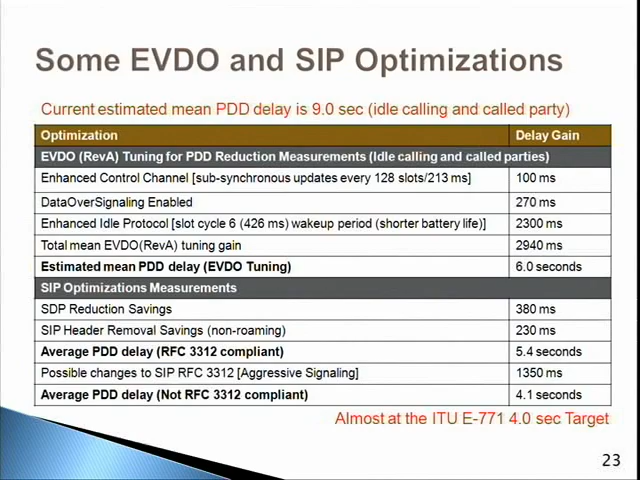 Some EVDO and SIP Optimizations
Current estimated mean PDD delay is 9.0 sec (idle calling and called party)
Optimization Delay Gain
EVDO (RevA) Tuning for PDD Reduction Measurements (Idle calling and called parties)
Enhanced Control Channel [sub-synchronous updates every 128 slots/213 ms] 100 ms
DataOverSignaling Enabled 270 ms
Enhanced Idle Protocol [slot cycle 6 (426 ms) wakeup period (shorter battery life)] 2300 ms
Total mean EVDO(RevA) tuning gain 2940 ms
Estimated mean PDD delay (EVDO Tuning) 6.0 seconds
SIP Optimizations Measurements
SDP Reduction Savings 380 ms
SIP Header Removal Savings (non-roaming) 230 ms
Average PDD delay (RFC 3312 compliant) 5.4 seconds
Possible changes to SIP RFC 3312 [Aggressive Signaling] 1350 ms
Average PDD delay (Not RFC 3312 compliant) 4.1 seconds
Almost at the ITU E-771 4.0 sec Target
23